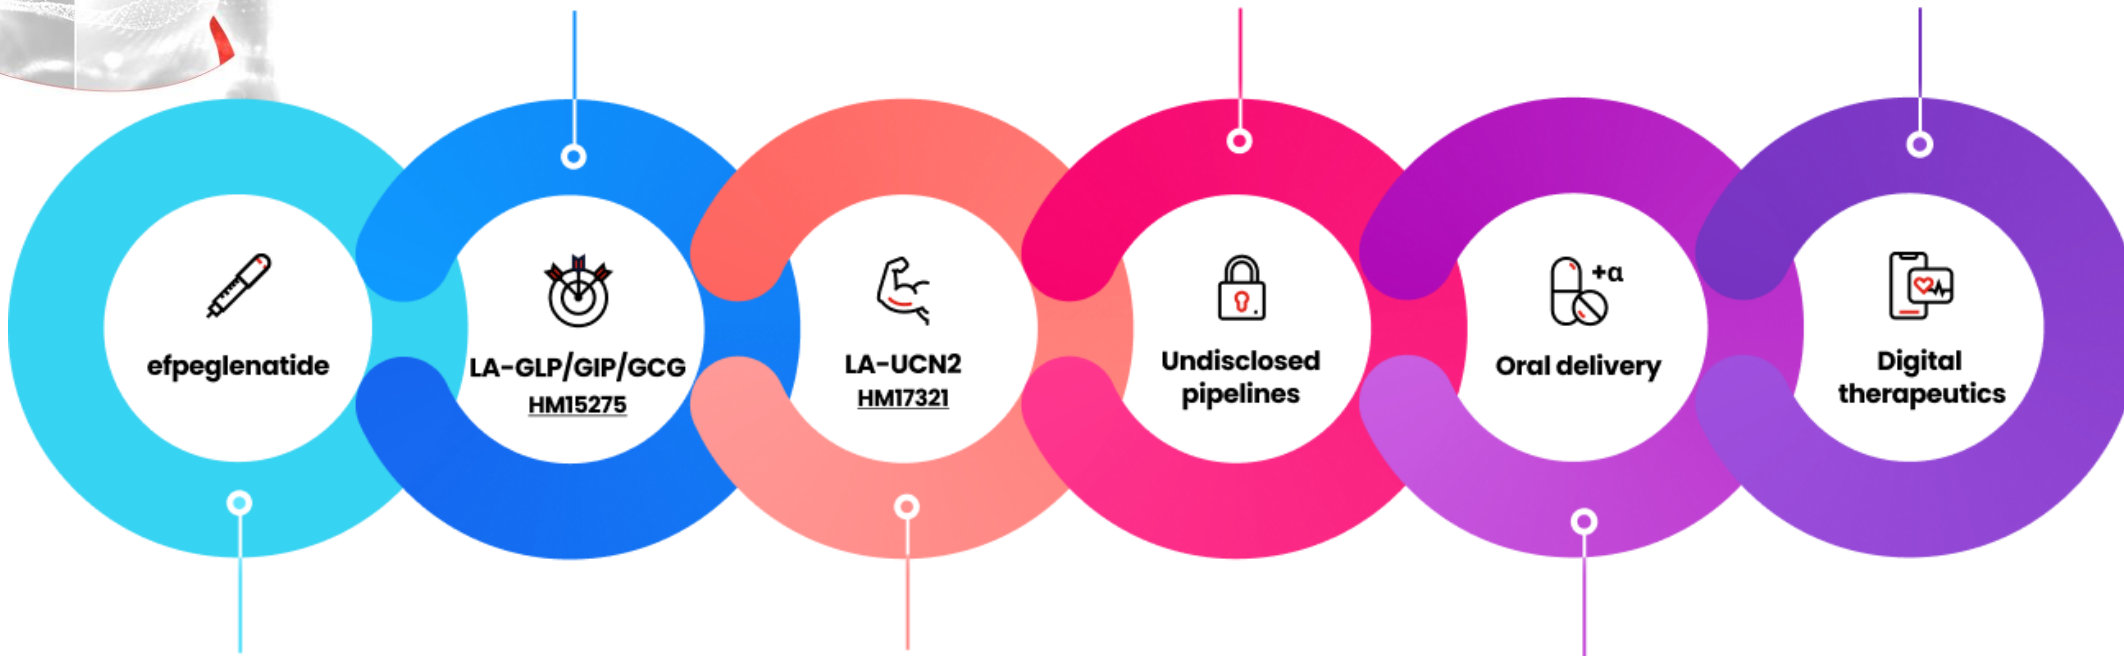 efpeglenatide
LA-GLP/GIP/GCG
HM15275
LA-UCN2
HM17321
Undisclosed
pipelines
+α
Oral delivery
Digital
therapeutics